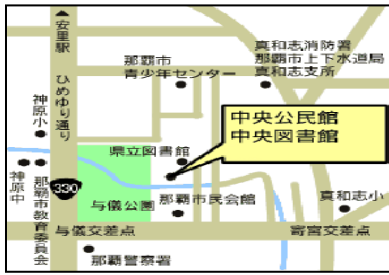 ▲安里駅
ひめゆり通り
那覇市
青少年センター
真和志消防署
那覇市上下水道局
真和志支所
中央公民館
中央図書館
神原小
県立図書館
神原中
那覇市教育委員会
330
与儀公園
那覇市民会館
真和志小
与儀交差点
寄宮交差点
那覇警察署